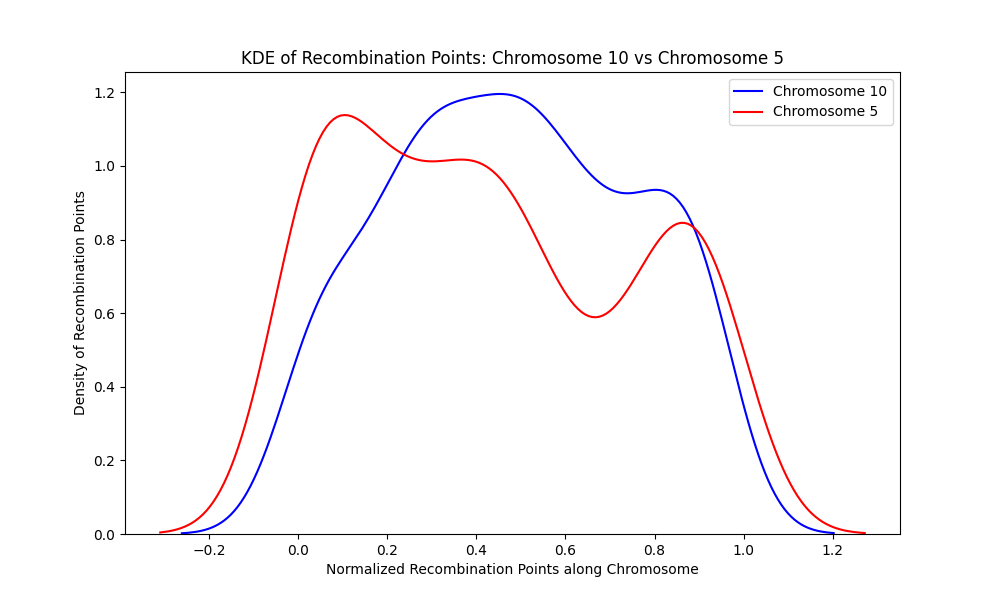 KDE of Recombination Points: Chromosome 10 vs Chromosome 5
Chromosome 10
Chromosome 5
Density of Recombination Points
1.2
1.0
0.8
0.6
0.4
0.2
0.0
−0.2 0.0 0.2 0.4 0.6 0.8 1.0 1.2
Normalized Recombination Points along Chromosome